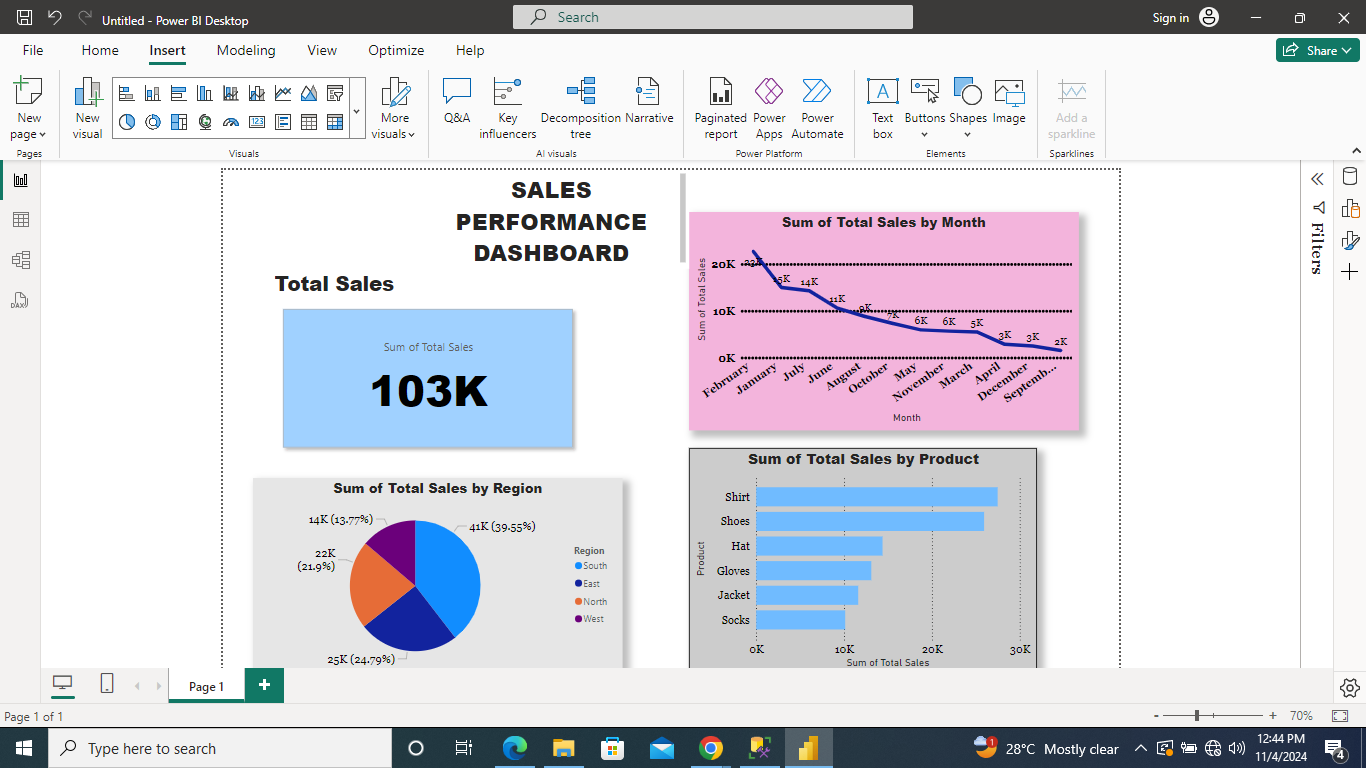 Untitled - Power BI Desktop
Search
Sign in
File
Home
Insert
Modeling
View
Optimize
Help
Share
New page
New visual
More visuals
Q&A
Key influencers
Decomposition tree
Narrative
Paginated report
Power Apps
Power Automate
Text box
Buttons
Shapes
Image
Add a sparkline
Pages
Visuals
AI visuals
Power Platform
Elements
Sparklines
123
A
DAX
Filters
SALES
PERFORMANCE
DASHBOARD
Total Sales
Sum of Total Sales
103K
Sum of Total Sales by Month
Sum of Total Sales
20K
10K
0K
23K
15K
14K
11K
9K
7K
6K
6K
5K
3K
3K
2K
February
January
July
June
August
October
May
November
March
April
December
Septemb...
Month
Sum of Total Sales by Region
14K (13.77%)
41K (39.55%)
22K
(21.9%)
25K (24.79%)
Region
South
East
North
West
Sum of Total Sales by Product
Product
Shirt
Shoes
Hat
Gloves
Jacket
Socks
0K
10K
20K
30K
Sum of Total Sales
Page 1
+
Page 1 of 1
- + 70%
Type here to search
1
28°C Mostly clear
12:44 PM
11/4/2024
4